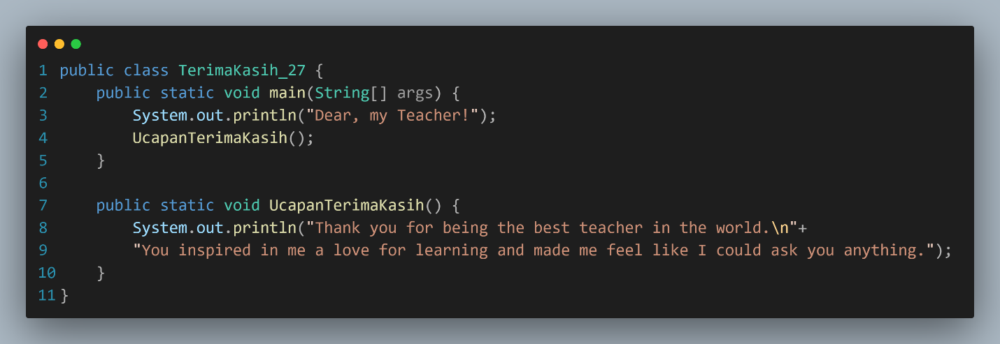 1 public class TerimaKasih_27 {
2     public static void main(String[] args) {
3         System.out.println("Dear, my Teacher!");
4         UcapanTerimaKasih();
5     }
6
7     public static void UcapanTerimaKasih() {
8         System.out.println("Thank you for being the best teacher in the world.\n"+
9         "You inspired in me a love for learning and made me feel like I could ask you anything.");
10     }
11 }